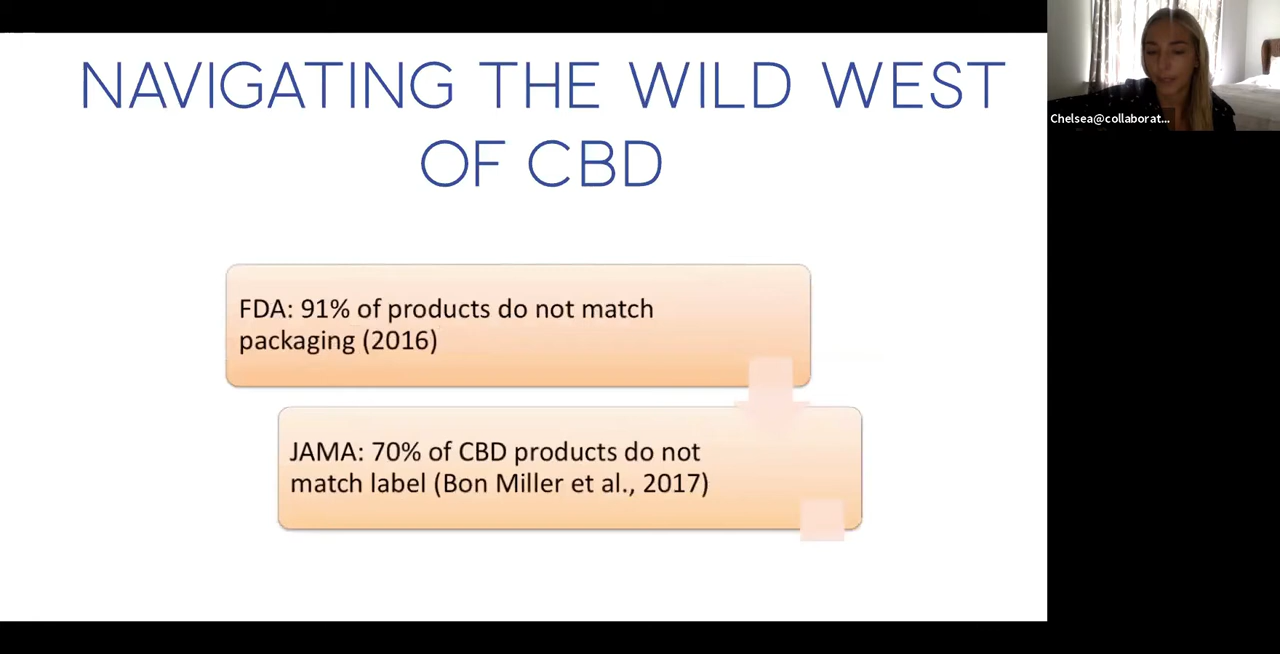 NAVIGATING THE WILD WEST
OF CBD
FDA: 91% of products do not match
packaging (2016)
JAMA: 70% of CBD products do not
match label (Bon Miller et al., 2017)
Chelsea@collaborat...